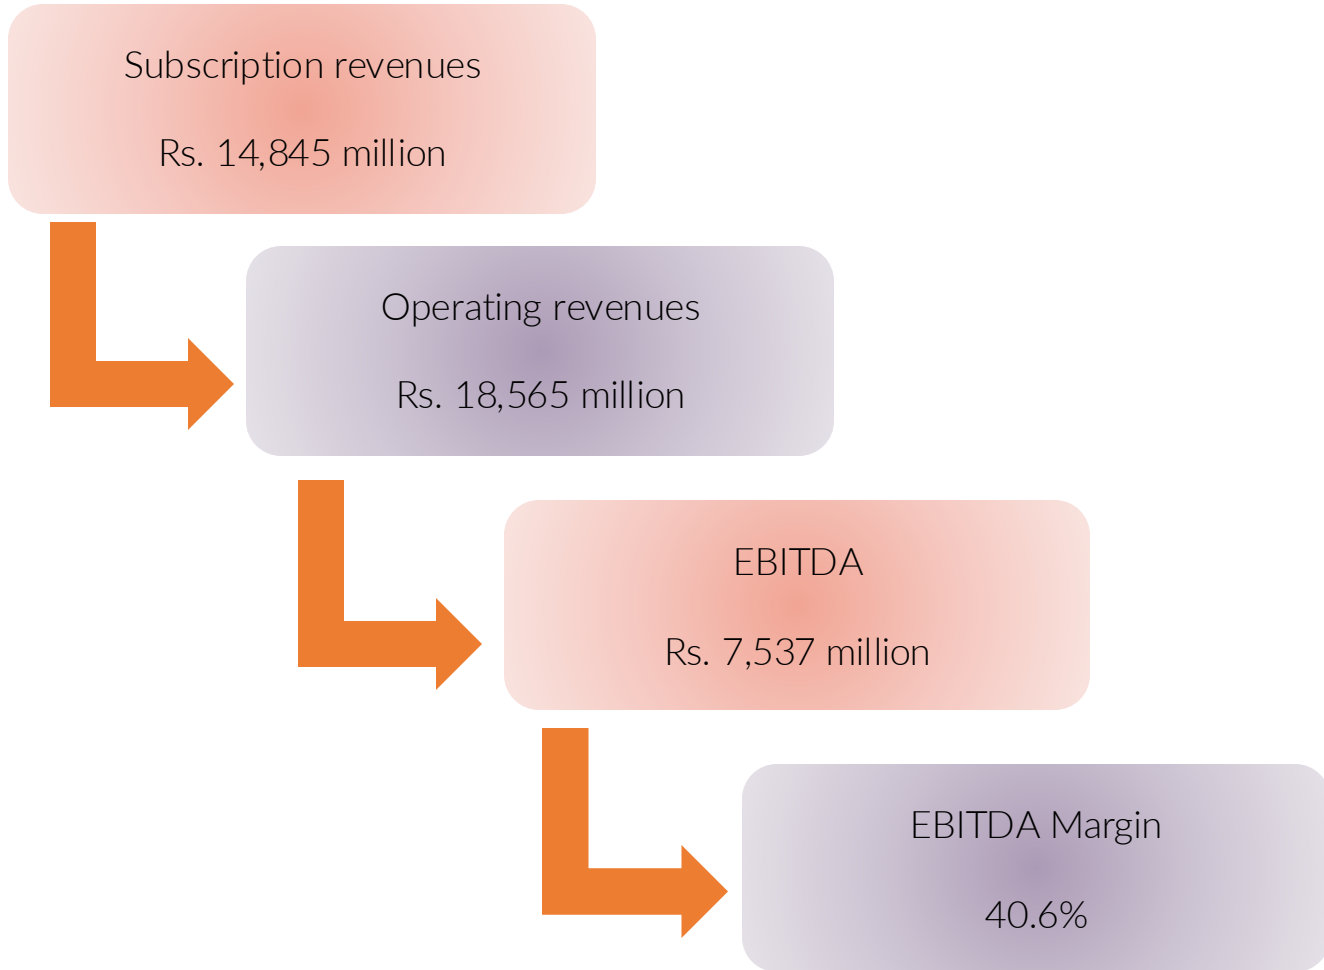 Subscription revenues
Rs. 14,845 million
Operating revenues
Rs. 18,565 million
EBITDA
Rs. 7,537 million
EBITDA Margin
40.6%